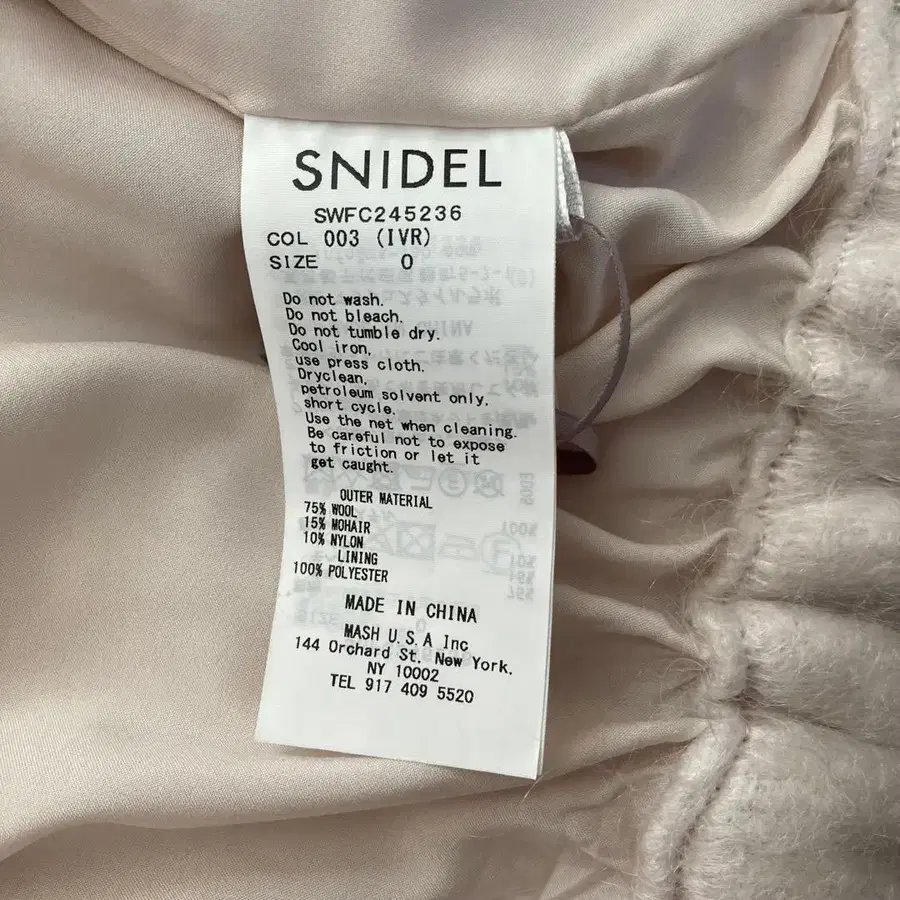 SNIDEL
SWFC245236
COL 003 (IVR)
SIZE 0
Do not wash.
Do not bleach.
Do not tumble dry.
Cool iron,
use press cloth.
Dryclean,
petroleum solvent only,
short cycle.
Use the net when cleaning.
Be careful not to expose
to friction or let it
get caught.
OUTER MATERIAL
75% WOOL
15% MOHAIR
10% NYLON
LINING
100% POLYESTER
MADE IN CHINA
MASH U.S.A Inc
144 Orchard St. New York.
NY 10002
TEL 917 409 5520